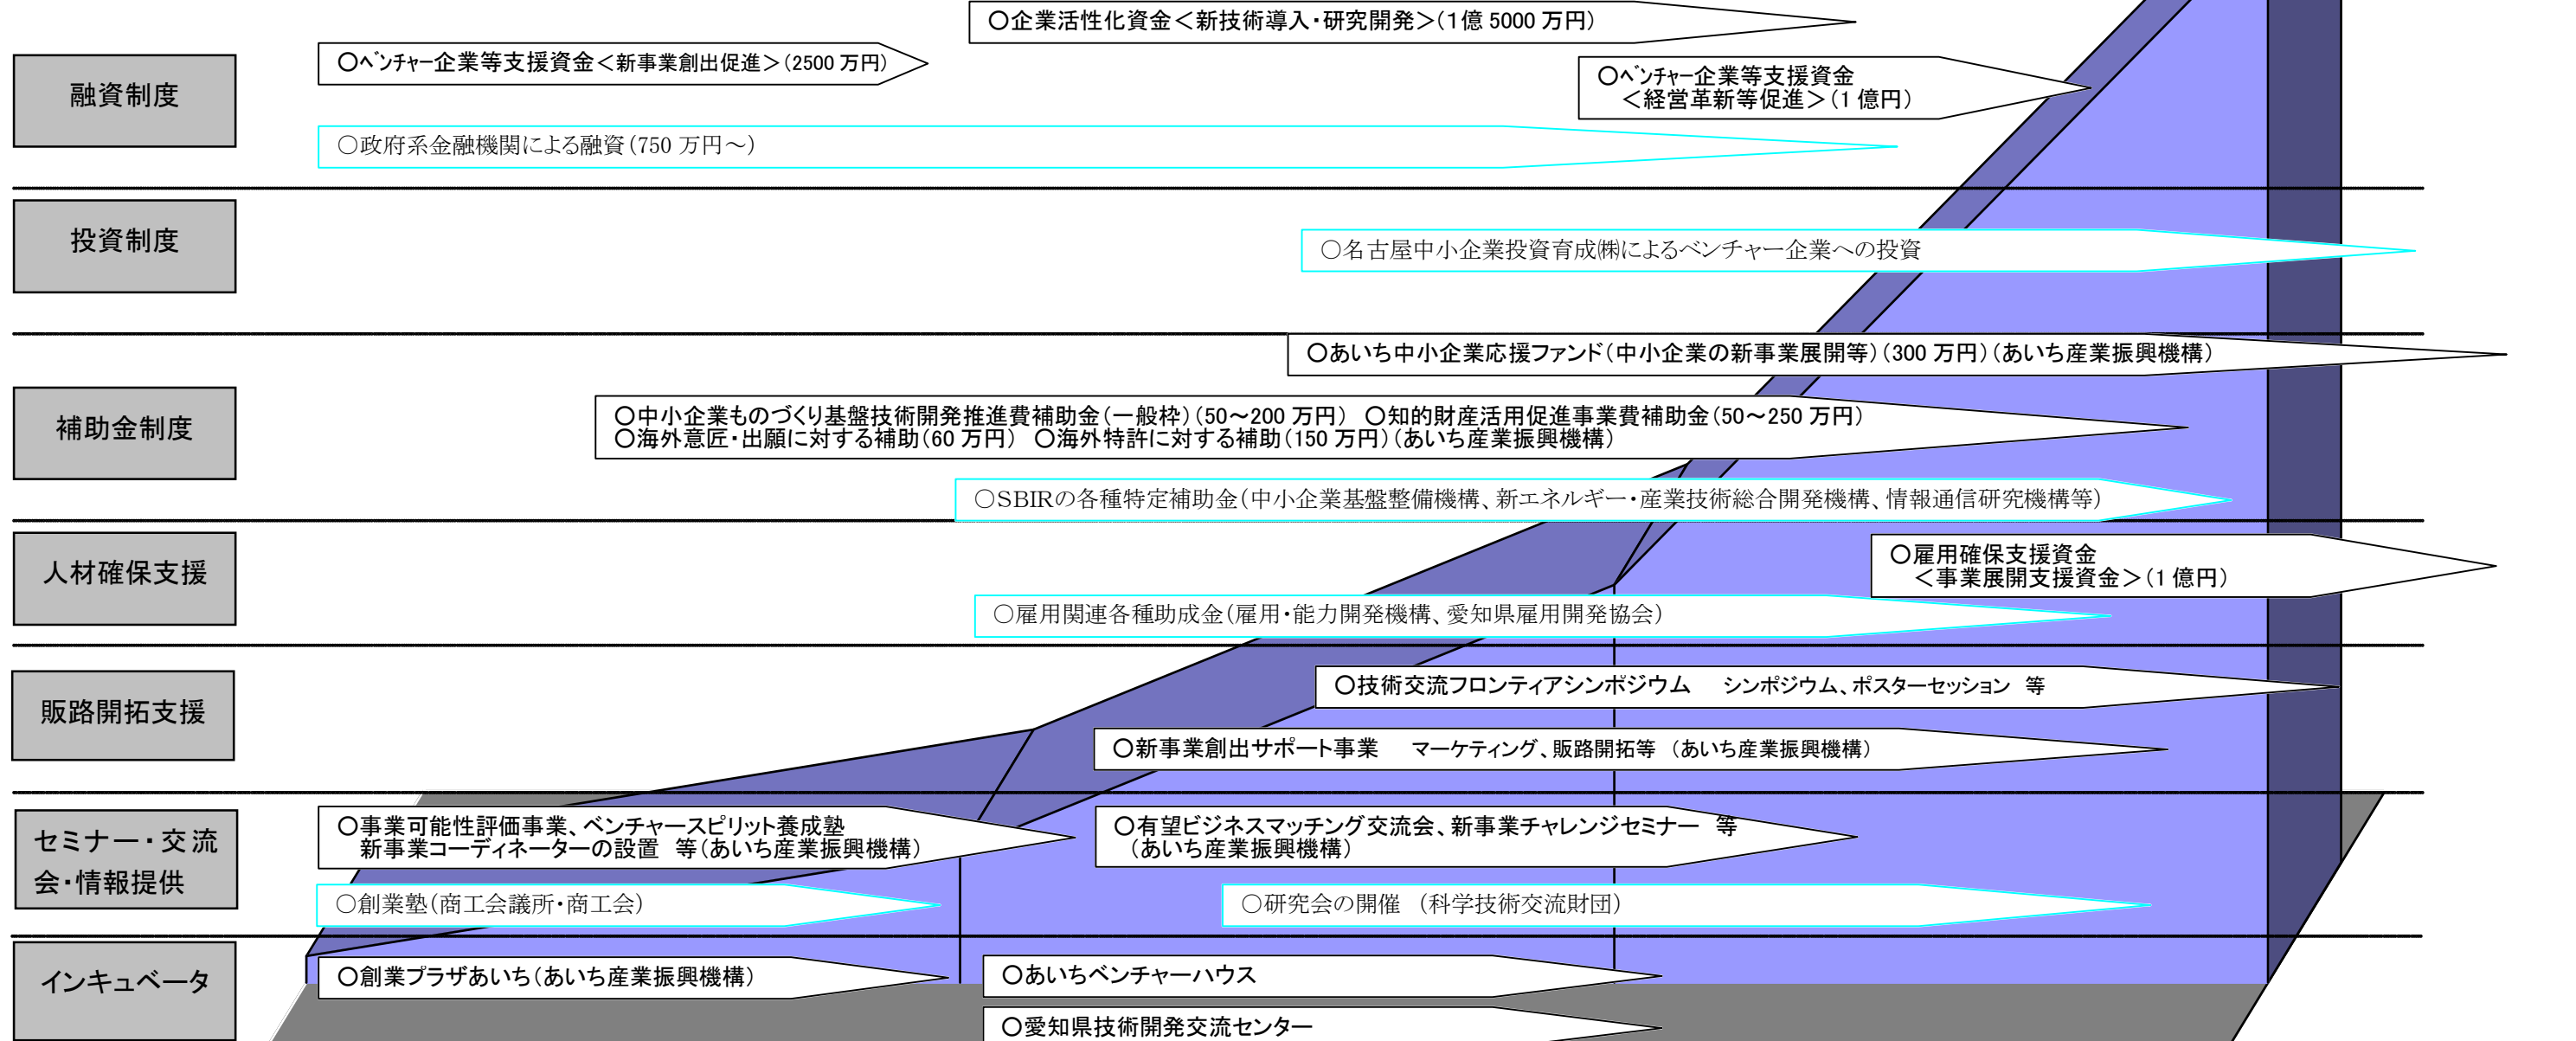 ○企業活性化資金＜新技術導入・研究開発＞（1億5000万円）
融資制度
○ベンチャー企業等支援資金＜新事業創出促進＞（2500万円）
○ベンチャー企業等支援資金
＜経営革新等促進＞（1億円）
○政府系金融機関による融資（750万円～）
投資制度
○名古屋中小企業投資育成㈱によるベンチャー企業への投資
○あいち中小企業応援ファンド（中小企業の新事業展開等）（300万円）（あいち産業振興機構）
補助金制度
○中小企業ものづくり基盤技術開発推進費補助金（一般枠）（50～200万円） ○知的財産活用促進事業費補助金（50～250万円）
○海外意匠・出願に対する補助（60万円） ○海外特許に対する補助（150万円）（あいち産業振興機構）
○SBIRの各種特定補助金（中小企業基盤整備機構、新エネルギー・産業技術総合開発機構、情報通信研究機構等）
人材確保支援
○雇用確保支援資金
＜事業展開支援資金＞（1億円）
○雇用関連各種助成金（雇用・能力開発機構、愛知県雇用開発協会）
販路開拓支援
○技術交流フロンティアシンポジウム　シンポジウム、ポスターセッション 等
○新事業創出サポート事業　マーケティング、販路開拓等 （あいち産業振興機構）
セミナー・交流
会・情報提供
○事業可能性評価事業、ベンチャースピリット養成塾
新事業コーディネーターの設置 等（あいち産業振興機構）
○有望ビジネスマッチング交流会、新事業チャレンジセミナー 等
（あいち産業振興機構）
○創業塾（商工会議所・商工会）
○研究会の開催 （科学技術交流財団）
インキュベータ
○創業プラザあいち（あいち産業振興機構）
○あいちベンチャーハウス
○愛知県技術開発交流センター